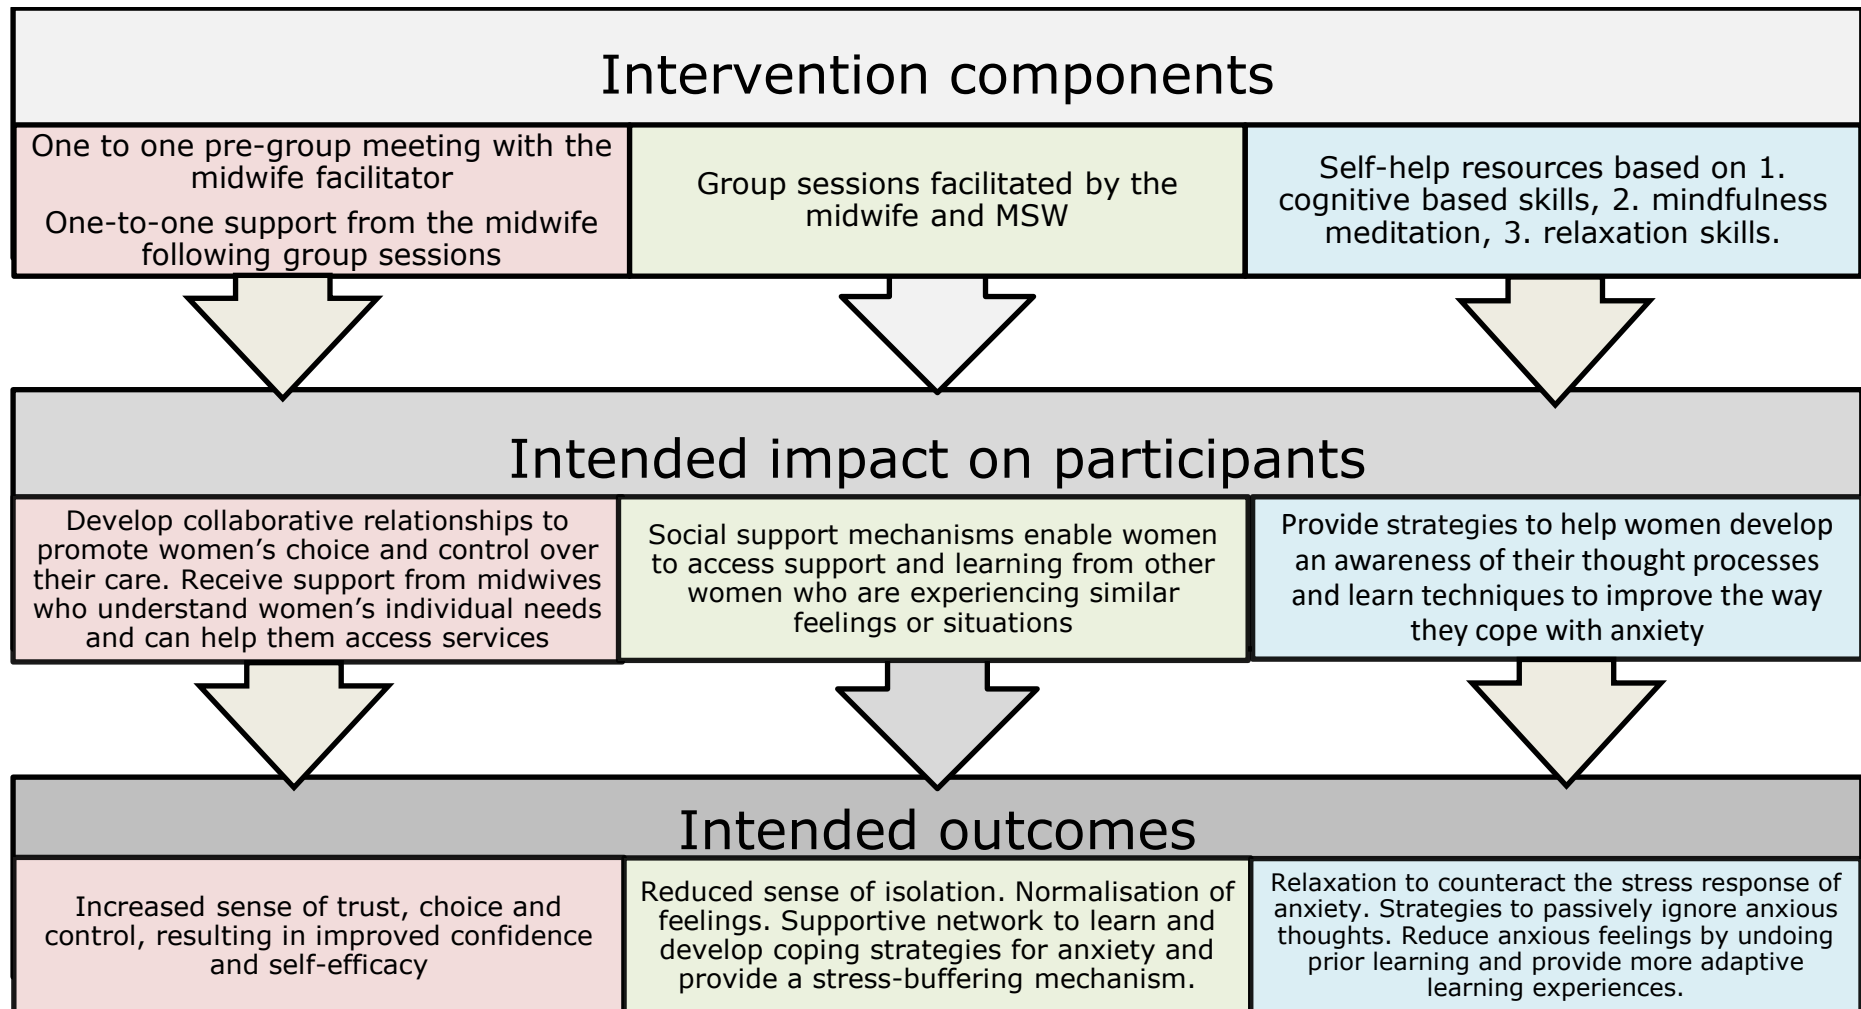 Intervention components
One to one pre-group meeting with the
midwife facilitator
One-to-one support from the midwife
following group sessions
Group sessions facilitated by the
midwife and MSW
Self-help resources based on 1.
cognitive based skills, 2. mindfulness
meditation, 3. relaxation skills.
Intended impact on participants
Develop collaborative relationships to
promote women’s choice and control over
their care. Receive support from midwives
who understand women’s individual needs
and can help them access services
Social support mechanisms enable women
to access support and learning from other
women who are experiencing similar
feelings or situations
Provide strategies to help women develop
an awareness of their thought processes
and learn techniques to improve the way
they cope with anxiety
Intended outcomes
Increased sense of trust, choice and
control, resulting in improved confidence
and self-efficacy
Reduced sense of isolation. Normalisation of
feelings. Supportive network to learn and
develop coping strategies for anxiety and
provide a stress-buffering mechanism.
Relaxation to counteract the stress response of
anxiety. Strategies to passively ignore anxious
thoughts. Reduce anxious feelings by undoing
prior learning and provide more adaptive
learning experiences.